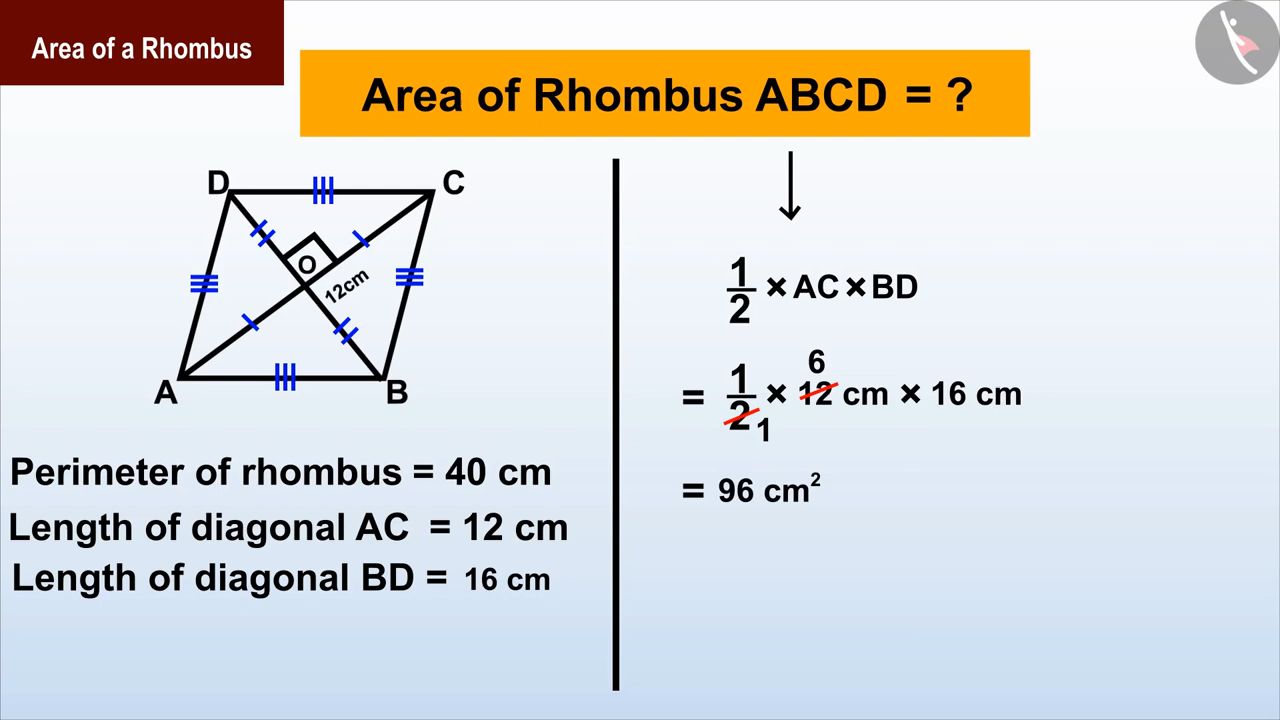 Area of a Rhombus
Area of Rhombus ABCD = ?
D
C
O
12cm
A
B
Perimeter of rhombus = 40 cm
Length of diagonal AC = 12 cm
Length of diagonal BD = 16 cm
1/2 × AC × BD
6
= 1/2 × 12 cm × 16 cm
1
= 96 cm²